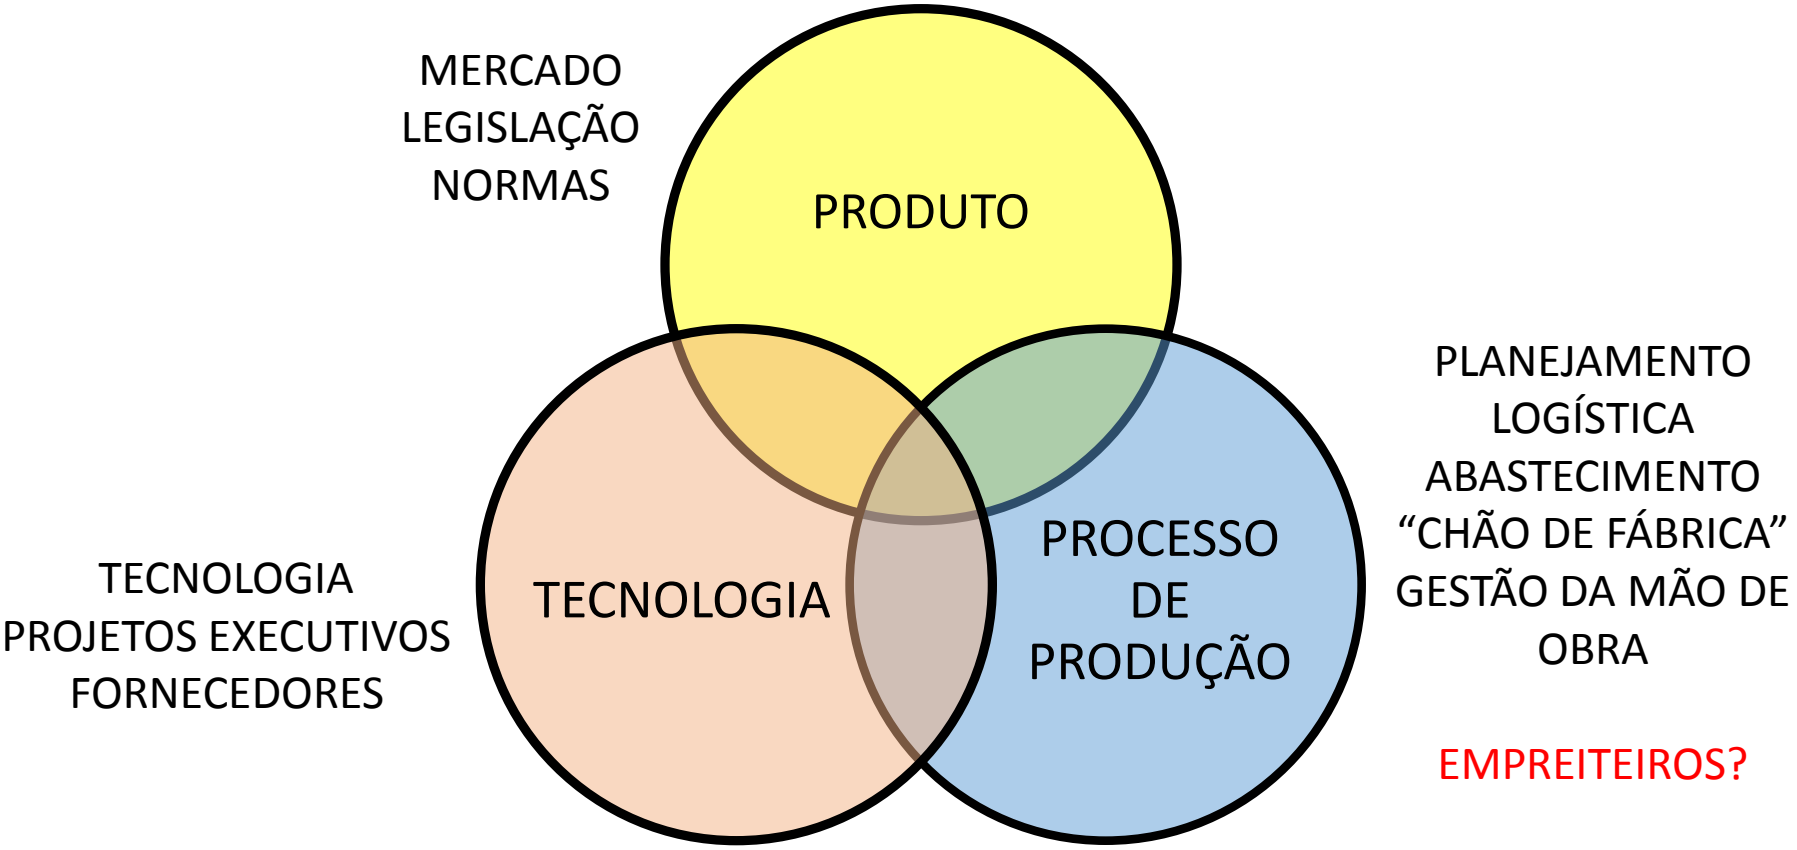 MERCADO
LEGISLAÇÃO
NORMAS
PRODUTO
TECNOLOGIA
PROJETOS EXECUTIVOS
FORNECEDORES
TECNOLOGIA
PROCESSO
DE
PRODUÇÃO
PLANEJAMENTO
LOGÍSTICA
ABASTECIMENTO
“CHÃO DE FÁBRICA”
GESTÃO DA MÃO DE
OBRA
EMPREITEIROS?